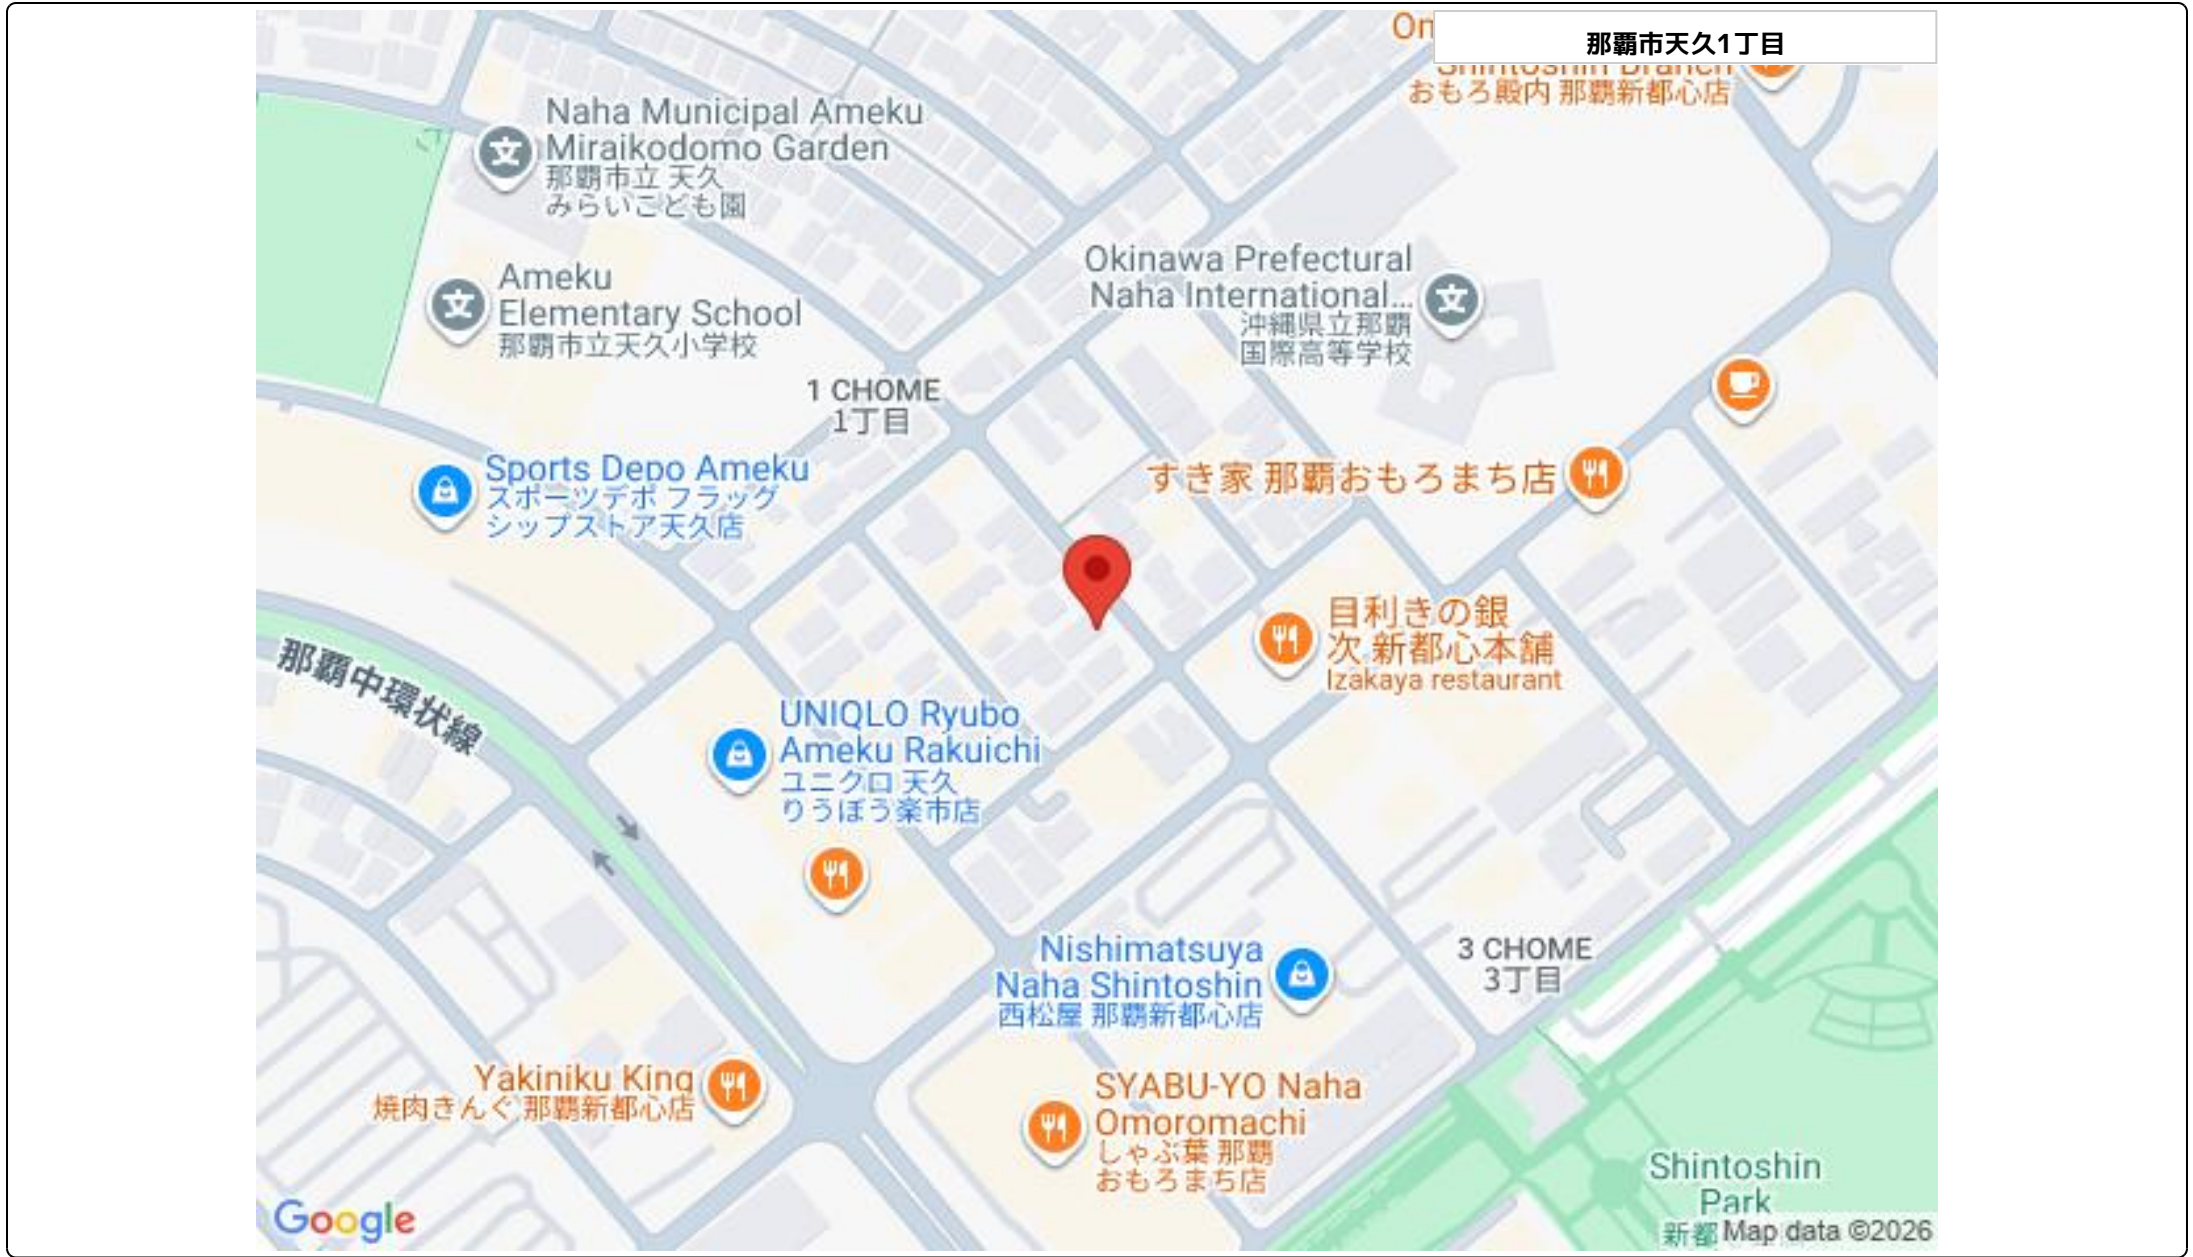 那覇市天久1丁目
おもろ殿内 那覇新都心店
Naha Municipal Ameku
Miraikodomo Garden
那覇市立 天久
みらいこども園
Okinawa Prefectural
Naha International...
沖縄県立那覇
国際高等学校
Ameku
Elementary School
那覇市立天久小学校
1 CHOME
1丁目
Sports Depo Ameku
スポーツデポ フラッグ
シップストア天久店
すき家 那覇おもろまち店
目利きの銀
次 新都心本舗
Izakaya restaurant
那覇中環状線
UNIQLO Ryubo
Ameku Rakuichi
ユニクロ 天久
りうぼう楽市店
Nishimatsuya
Naha Shintoshin
西松屋 那覇新都心店
3 CHOME
3丁目
Yakiniku King
焼肉きんぐ 那覇新都心店
SYABU-YO Naha
Omoromachi
しゃぶ葉 那覇
おもろまち店
Shintoshin
Park
新都
Google
Map data ©2026